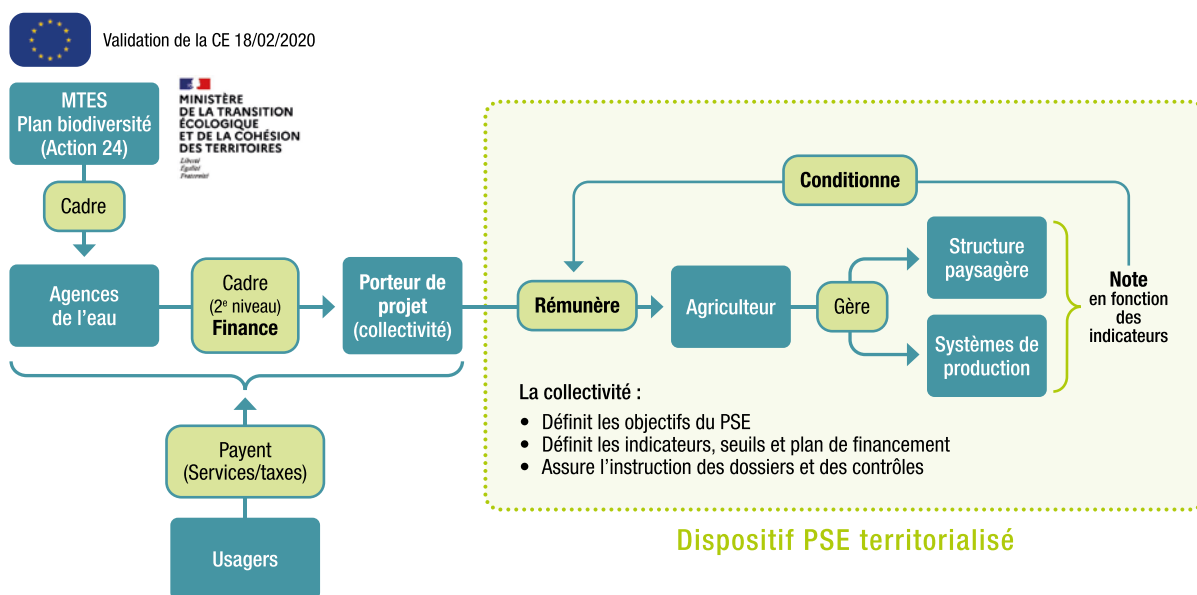 Validation de la CE 18/02/2020
MTES
Plan biodiversité
(Action 24)
MINISTÈRE
DE LA TRANSITION
ÉCOLOGIQUE
ET DE LA COHÉSION
DES TERRITOIRES
Liberté
Égalité
Fraternité
Cadre
Agences
de l’eau
Cadre
(2e niveau)
Finance
Porteur de
projet
(collectivité)
Payent
(Services/taxes)
Usagers
Conditionne
Rémunère
Agriculteur
Gère
Structure
paysagère
Systèmes de
production
Note
en fonction
des
indicateurs
La collectivité :
• Définit les objectifs du PSE
• Définit les indicateurs, seuils et plan de financement
• Assure l’instruction des dossiers et des contrôles
Dispositif PSE territorialisé